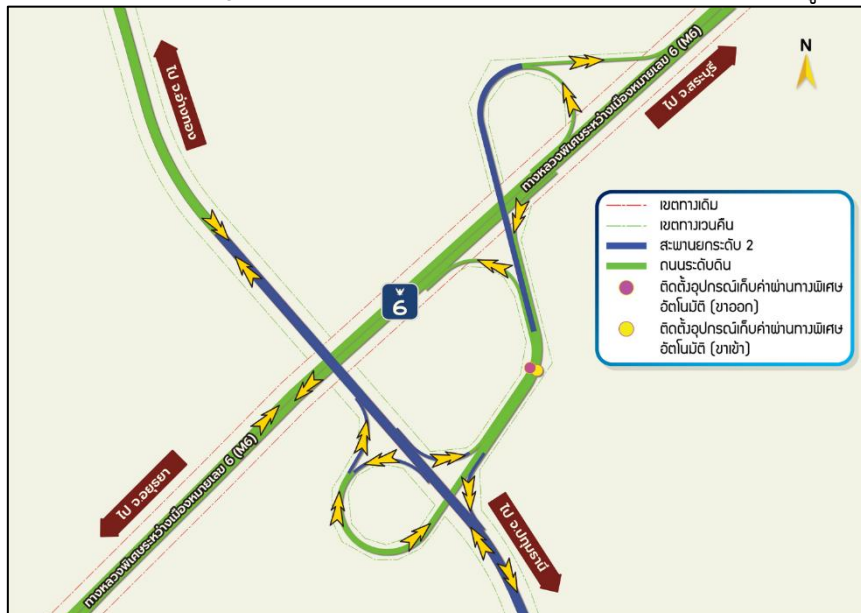 N
ไป จ.อ่างทอง
ทางหลวงพิเศษระหว่างเมืองหมายเลข 6 (M6)
ไป จ.สระบุรี
เขตทางเดิม
เขตทางเวนคืน
สะพานยกระดับ 2
ถนนระดับดิน
ติดตั้งอุปกรณ์เก็บค่าผ่านทางพิเศษ
อัตโนมัติ (ขาออก)
ติดตั้งอุปกรณ์เก็บค่าผ่านทางพิเศษ
อัตโนมัติ (ขาเข้า)
6
ไป จ.อยุธยา
ทางหลวงพิเศษระหว่างเมืองหมายเลข 6 (M6)
ไป จ.ปทุมธานี